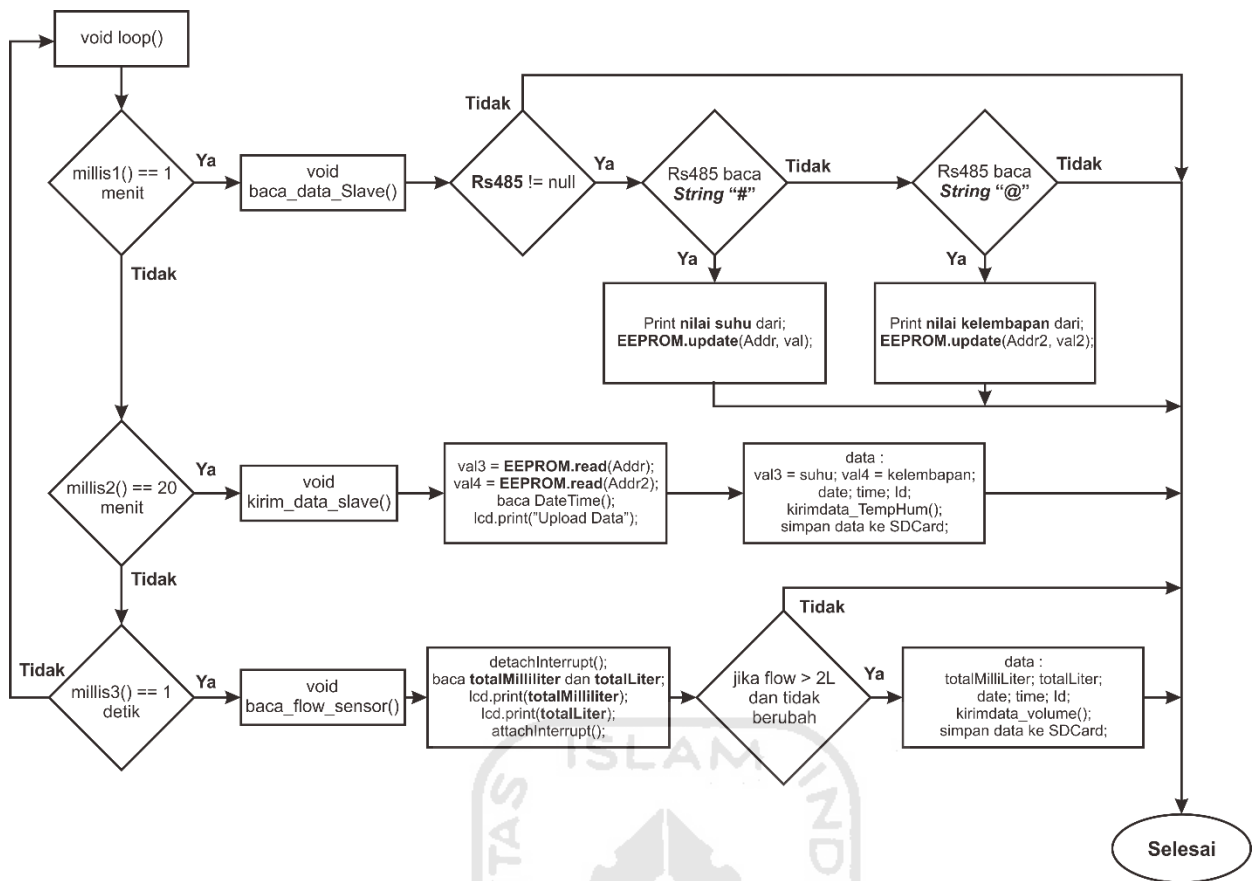 void loop()
millis1() == 1
menit
Ya
Tidak
void
baca_data_Slave()
Rs485 != null
Tidak
Ya
Rs485 baca
String “#”
Tidak
Ya
Rs485 baca
String “@”
Tidak
Ya
Print nilai suhu dari;
EEPROM.update(Addr, val);
Print nilai kelembapan dari;
EEPROM.update(Addr2, val2);
millis2() == 20
menit
Ya
Tidak
void
kirim_data_slave()
val3 = EEPROM.read(Addr);
val4 = EEPROM.read(Addr2);
baca DateTime();
lcd.print("Upload Data");
data :
val3 = suhu; val4 = kelembapan;
date; time; Id;
kirimdata_TempHum();
simpan data ke SDCard;
millis3() == 1
detik
Tidak
Ya
void
baca_flow_sensor()
detachInterrupt();
baca totalMilliliter dan totalLiter;
lcd.print(totalMilliliter);
lcd.print(totalLiter);
attachInterrupt();
jika flow > 2L
dan tidak
berubah
Tidak
Ya
data :
totalMilliLiter; totalLiter;
date; time; Id;
kirimdata_volume();
simpan data ke SDCard;
Selesai
ISLAM
TAS
IND